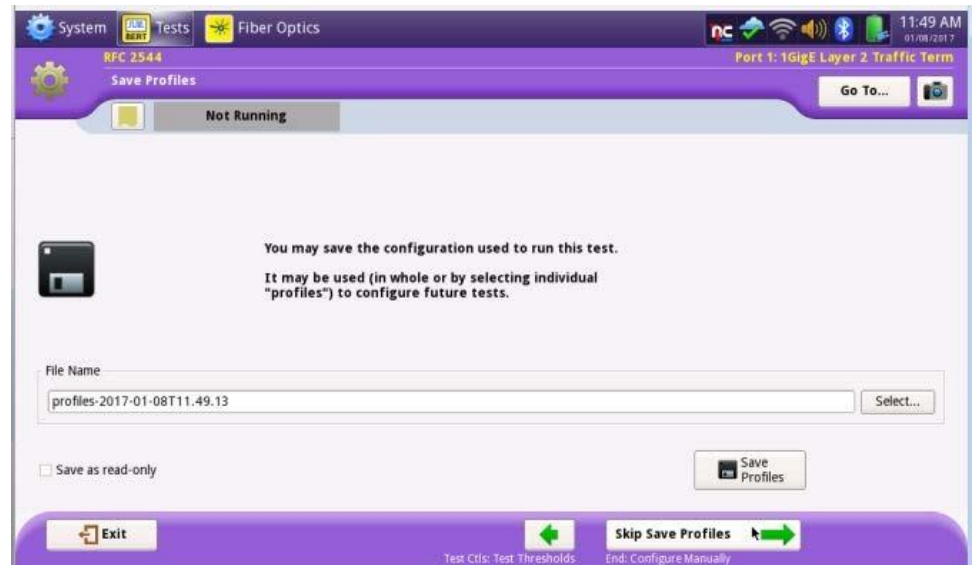 System Tests Fiber Optics 11:49 AM
BERT
01/08/2017
RFC 2544 Port 1: 1GigE Layer 2 Traffic Term
Save Profiles
Go To...
Not Running
You may save the configuration used to run this test.
It may be used (in whole or by selecting individual
"profiles") to configure future tests.
File Name
profiles-2017-01-08T11.49.13 Select...
Save as read-only
Save
Profiles
Exit
Skip Save Profiles
Test Ctls: Test Thresholds End: Configure Manually